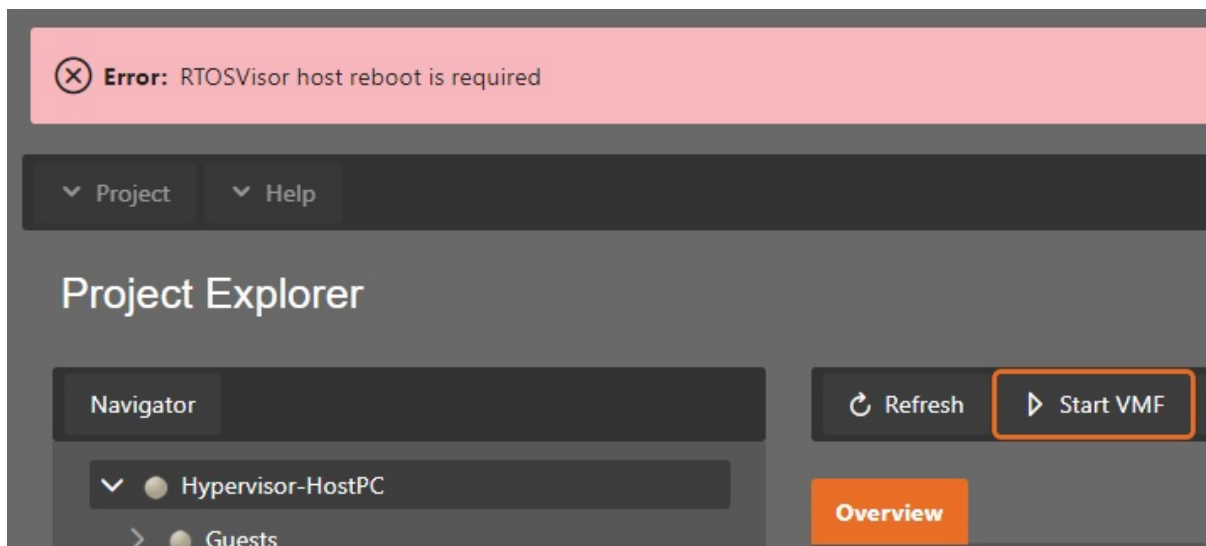 Error: RTOSVisor host reboot is required
Project Help
Project Explorer
Navigator
Refresh Start VMF
Hypervisor-HostPC
Overview
Guests